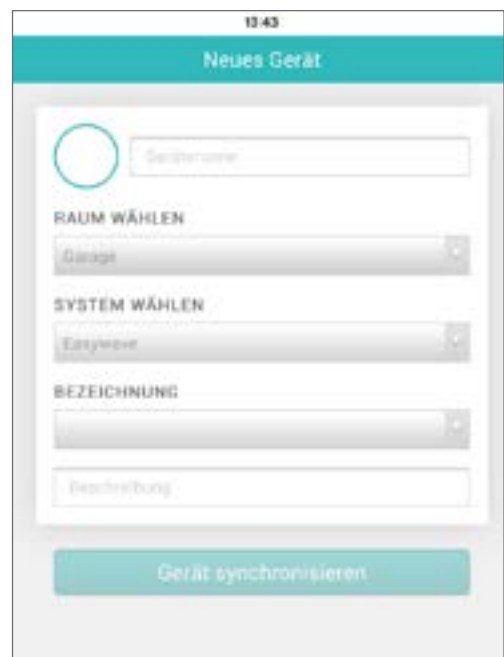 13:43
Neues Gerät
Gerätename
RAUM WÄHLEN
Garage
SYSTEM WÄHLEN
Easywave
BEZEICHNUNG
Beschreibung
Gerät synchronisieren